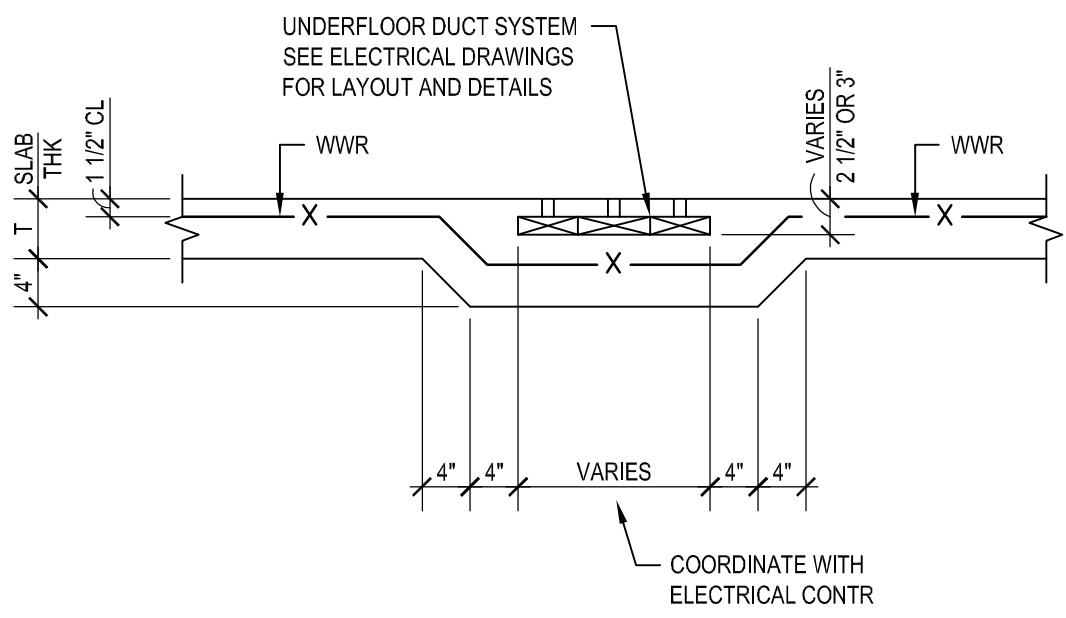 UNDERFLOOR DUCT SYSTEM
SEE ELECTRICAL DRAWINGS
FOR LAYOUT AND DETAILS
SLAB
THK
1 1/2" CL
WWR
VARIES
2 1/2" OR 3"
WWR
X
X
X
T
4"
4"
4"
VARIES
4"
4"
COORDINATE WITH
ELECTRICAL CONTR